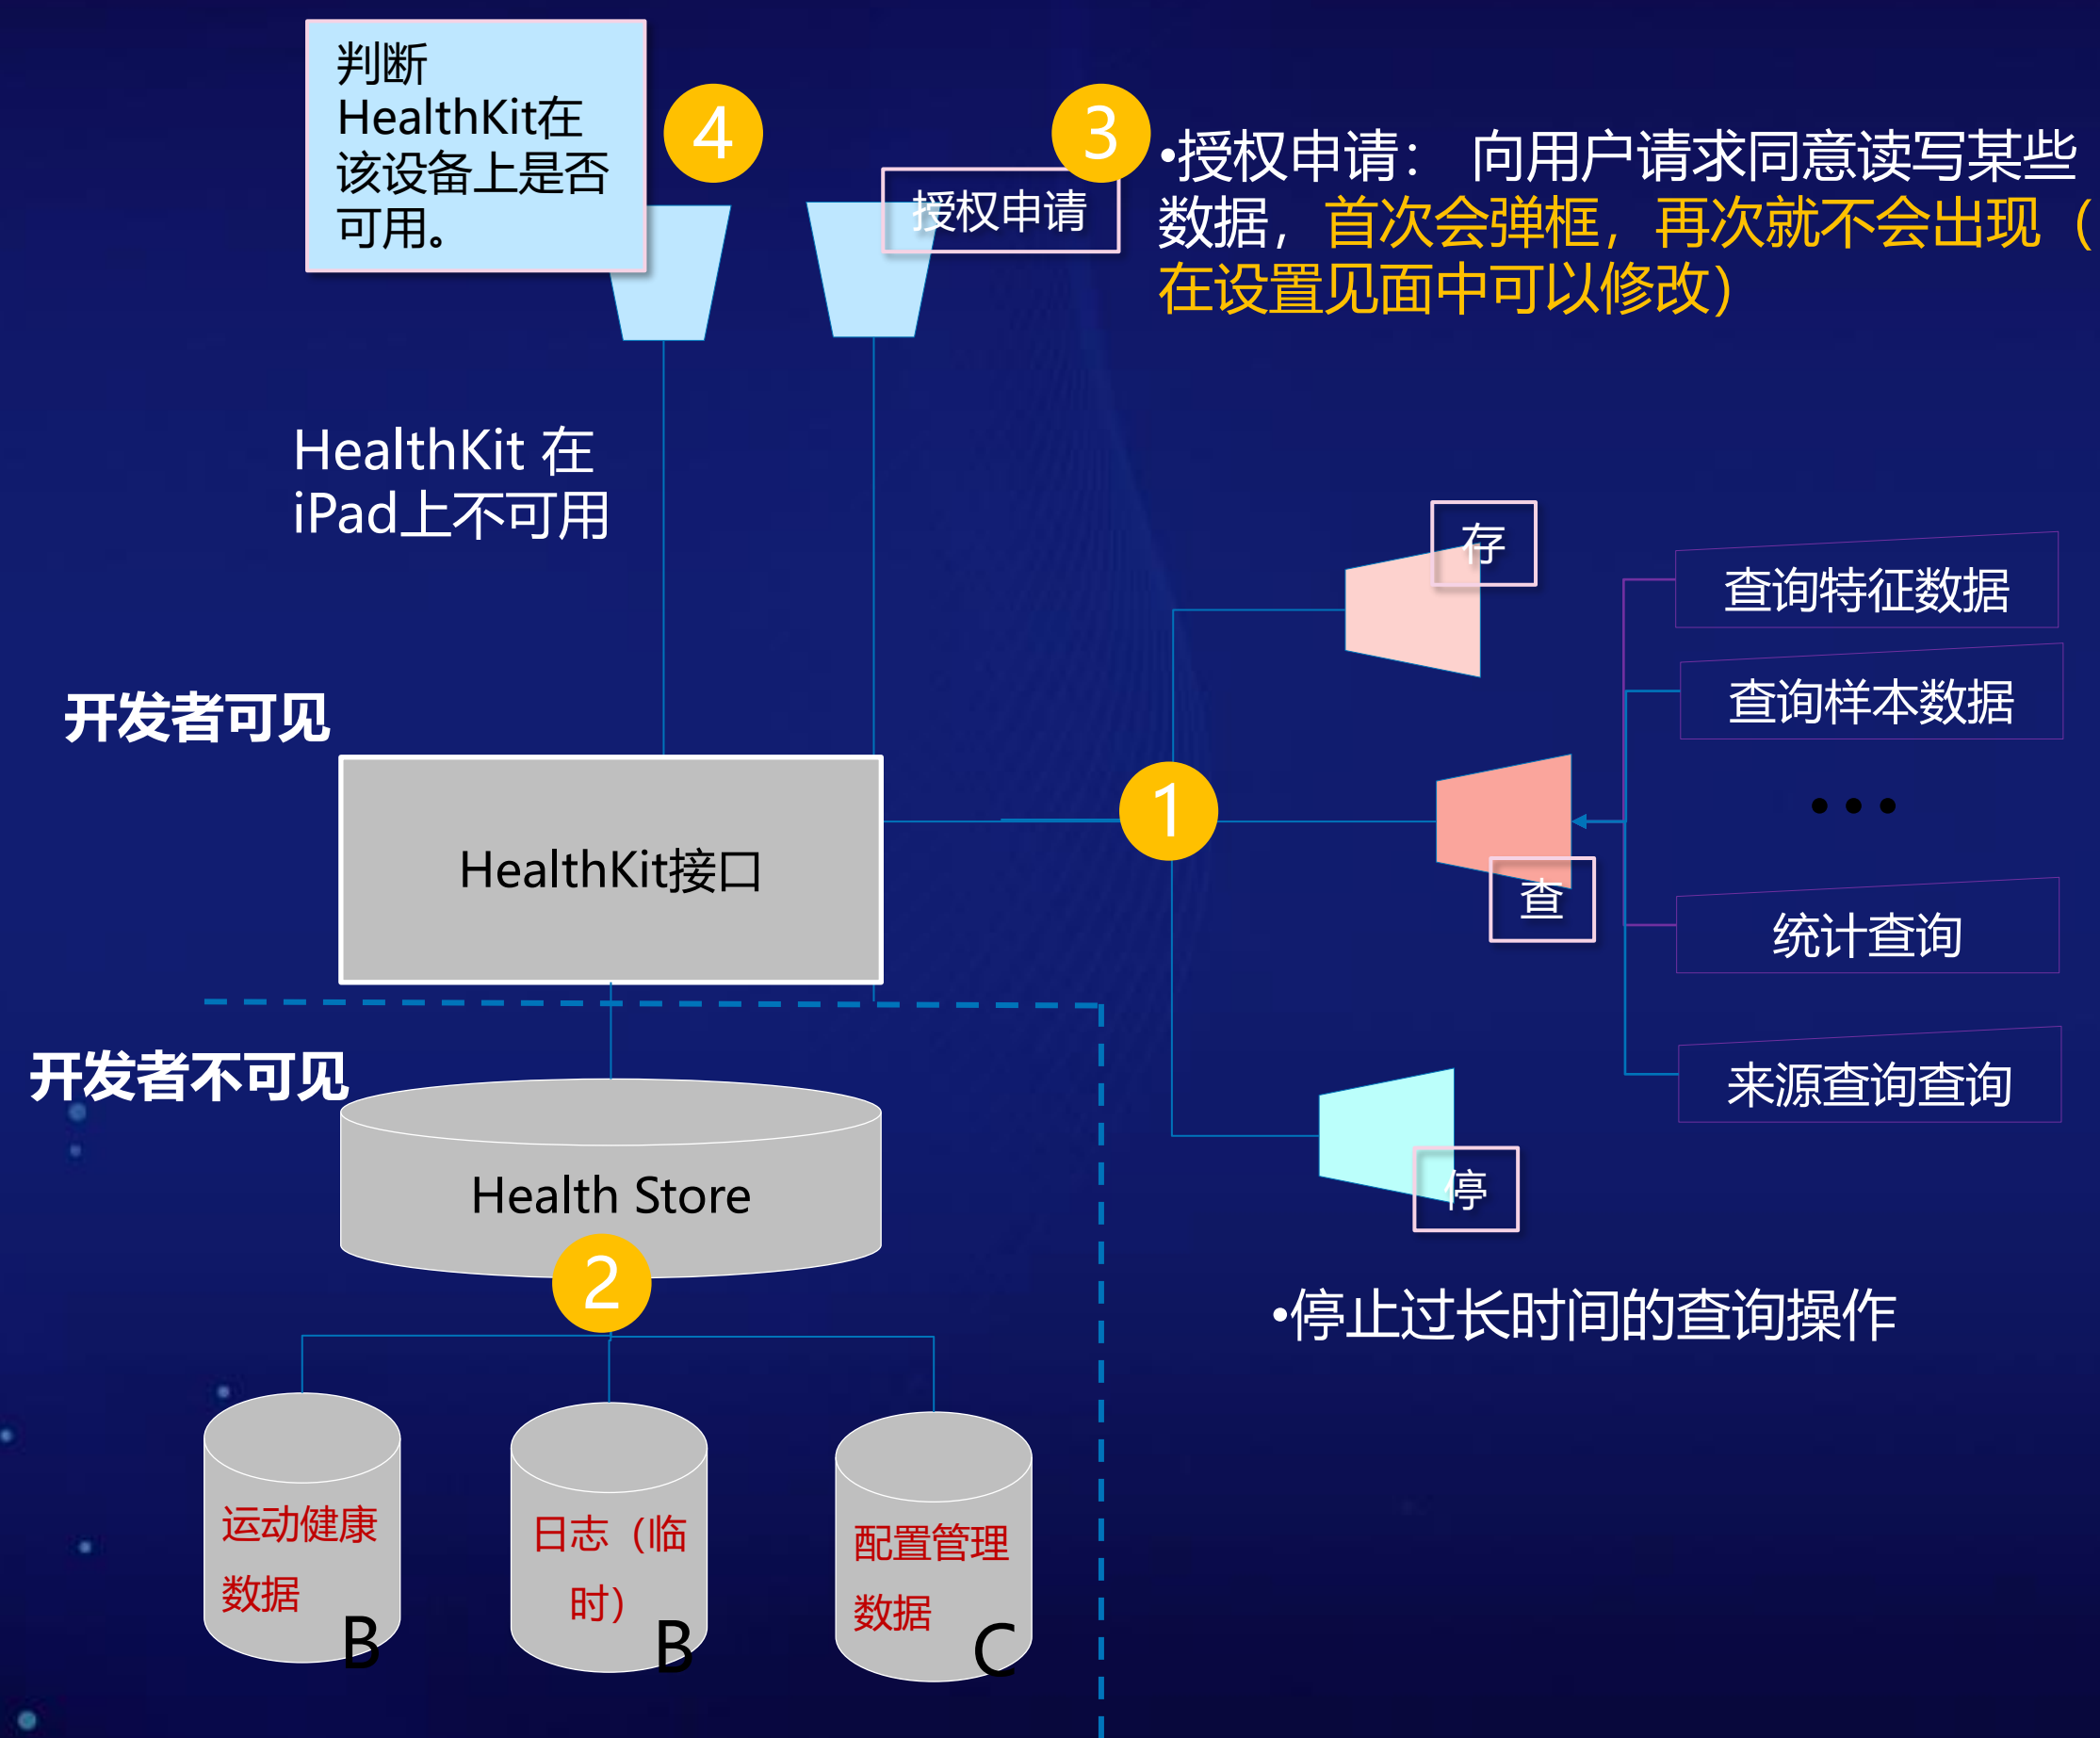 判断
HealthKit在
该设备上是否
可用。
4
3
授权申请
•授权申请： 向用户请求同意读写某些
数据，首次会弹框，再次就不会出现（
在设置见面中可以修改）
HealthKit 在
iPad上不可用
存
查询特征数据
查询样本数据
•••
开发者可见
HealthKit接口
1
查
统计查询
来源查询查询
开发者不可见
Health Store
2
停
•停止过长时间的查询操作
运动健康
数据
B
日志（临
时）
B
配置管理
数据
C